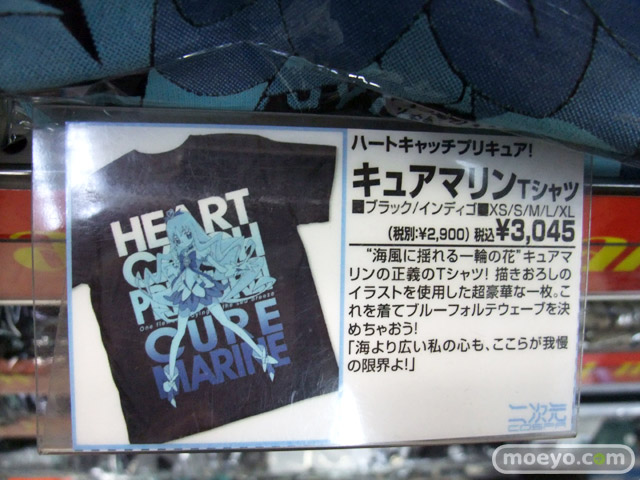 ハートキャッチプリキュア!
キュアマリンTシャツ
■ブラック/インディゴ■XS/S/M/L/XL
(税別:¥2,900) 税込¥3,045
“海風に揺れる一輪の花”キュアマ
リンの正義のTシャツ! 描きおろしの
イラストを使用した超豪華な一枚。こ
れを着てブルーフォルテウェーブを決
めちゃおう!
「海より広い私の心も、ここらが我慢
の限界よ!」
HEART
CURE
MARINE
二次元
COSPA
moeyo.com